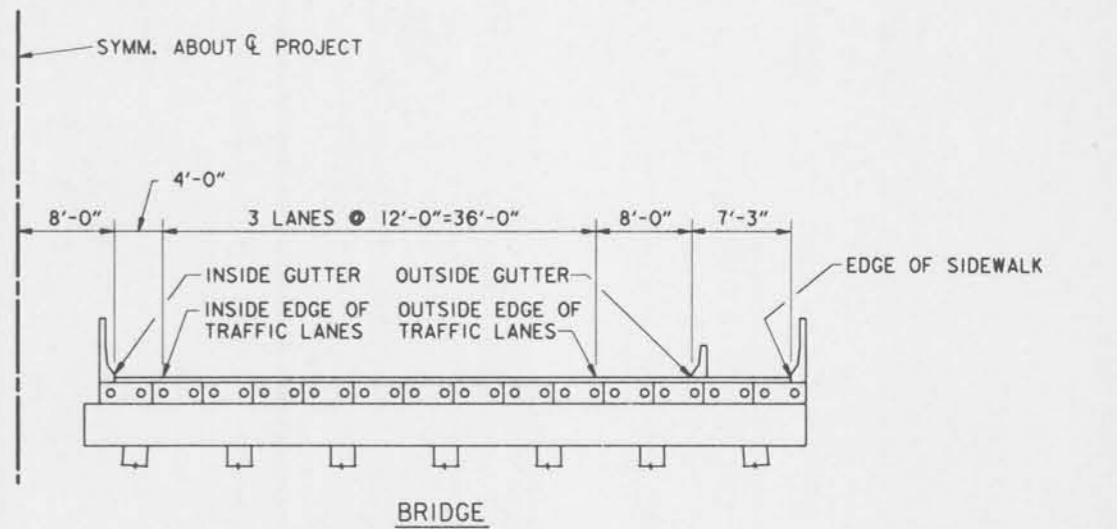 SYMM. ABOUT ℄ PROJECT
4'-0"
8'-0"
3 LANES @ 12'-0"=36'-0"
8'-0"
7'-3"
INSIDE GUTTER
OUTSIDE GUTTER
EDGE OF SIDEWALK
INSIDE EDGE OF
TRAFFIC LANES
OUTSIDE EDGE OF
TRAFFIC LANES
BRIDGE